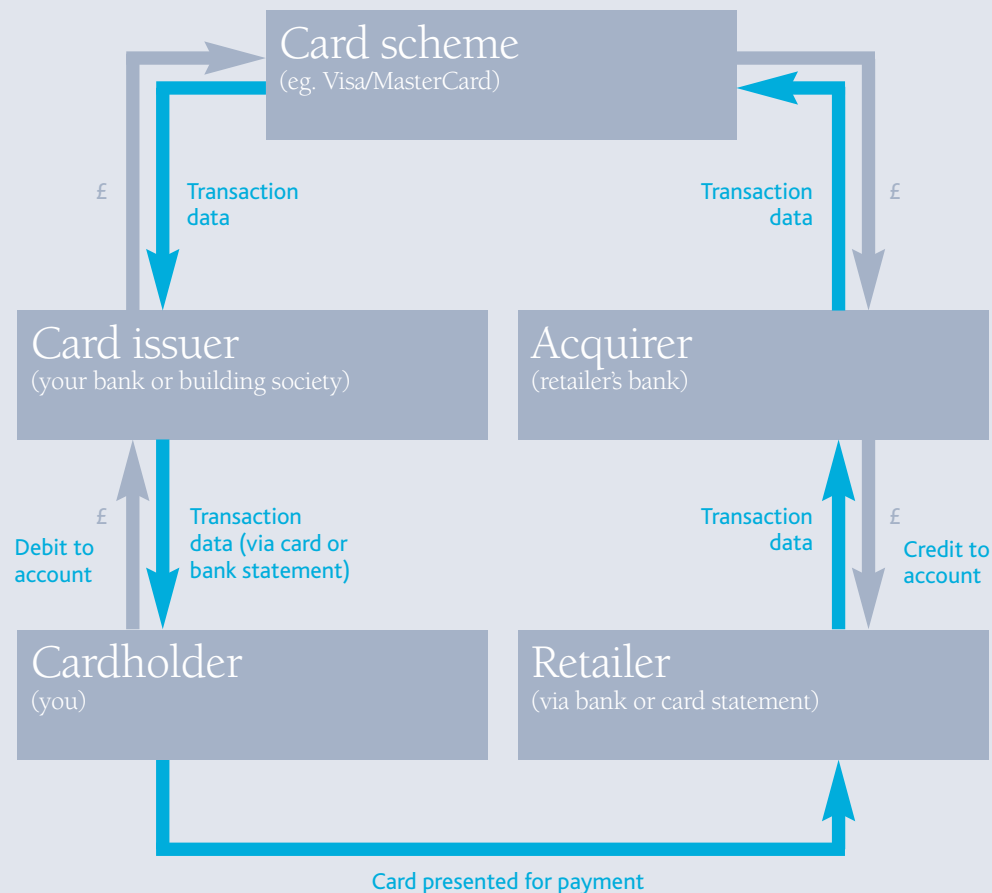 Card scheme
(eg. Visa/MasterCard)
£
Transaction
data
Transaction
data
£
Card issuer
(your bank or building society)
Acquirer
(retailer's bank)
£
Debit to
account
Transaction
data (via card or
bank statement)
Transaction
data
£
Credit to
account
Cardholder
(you)
Retailer
(via bank or card statement)
Card presented for payment